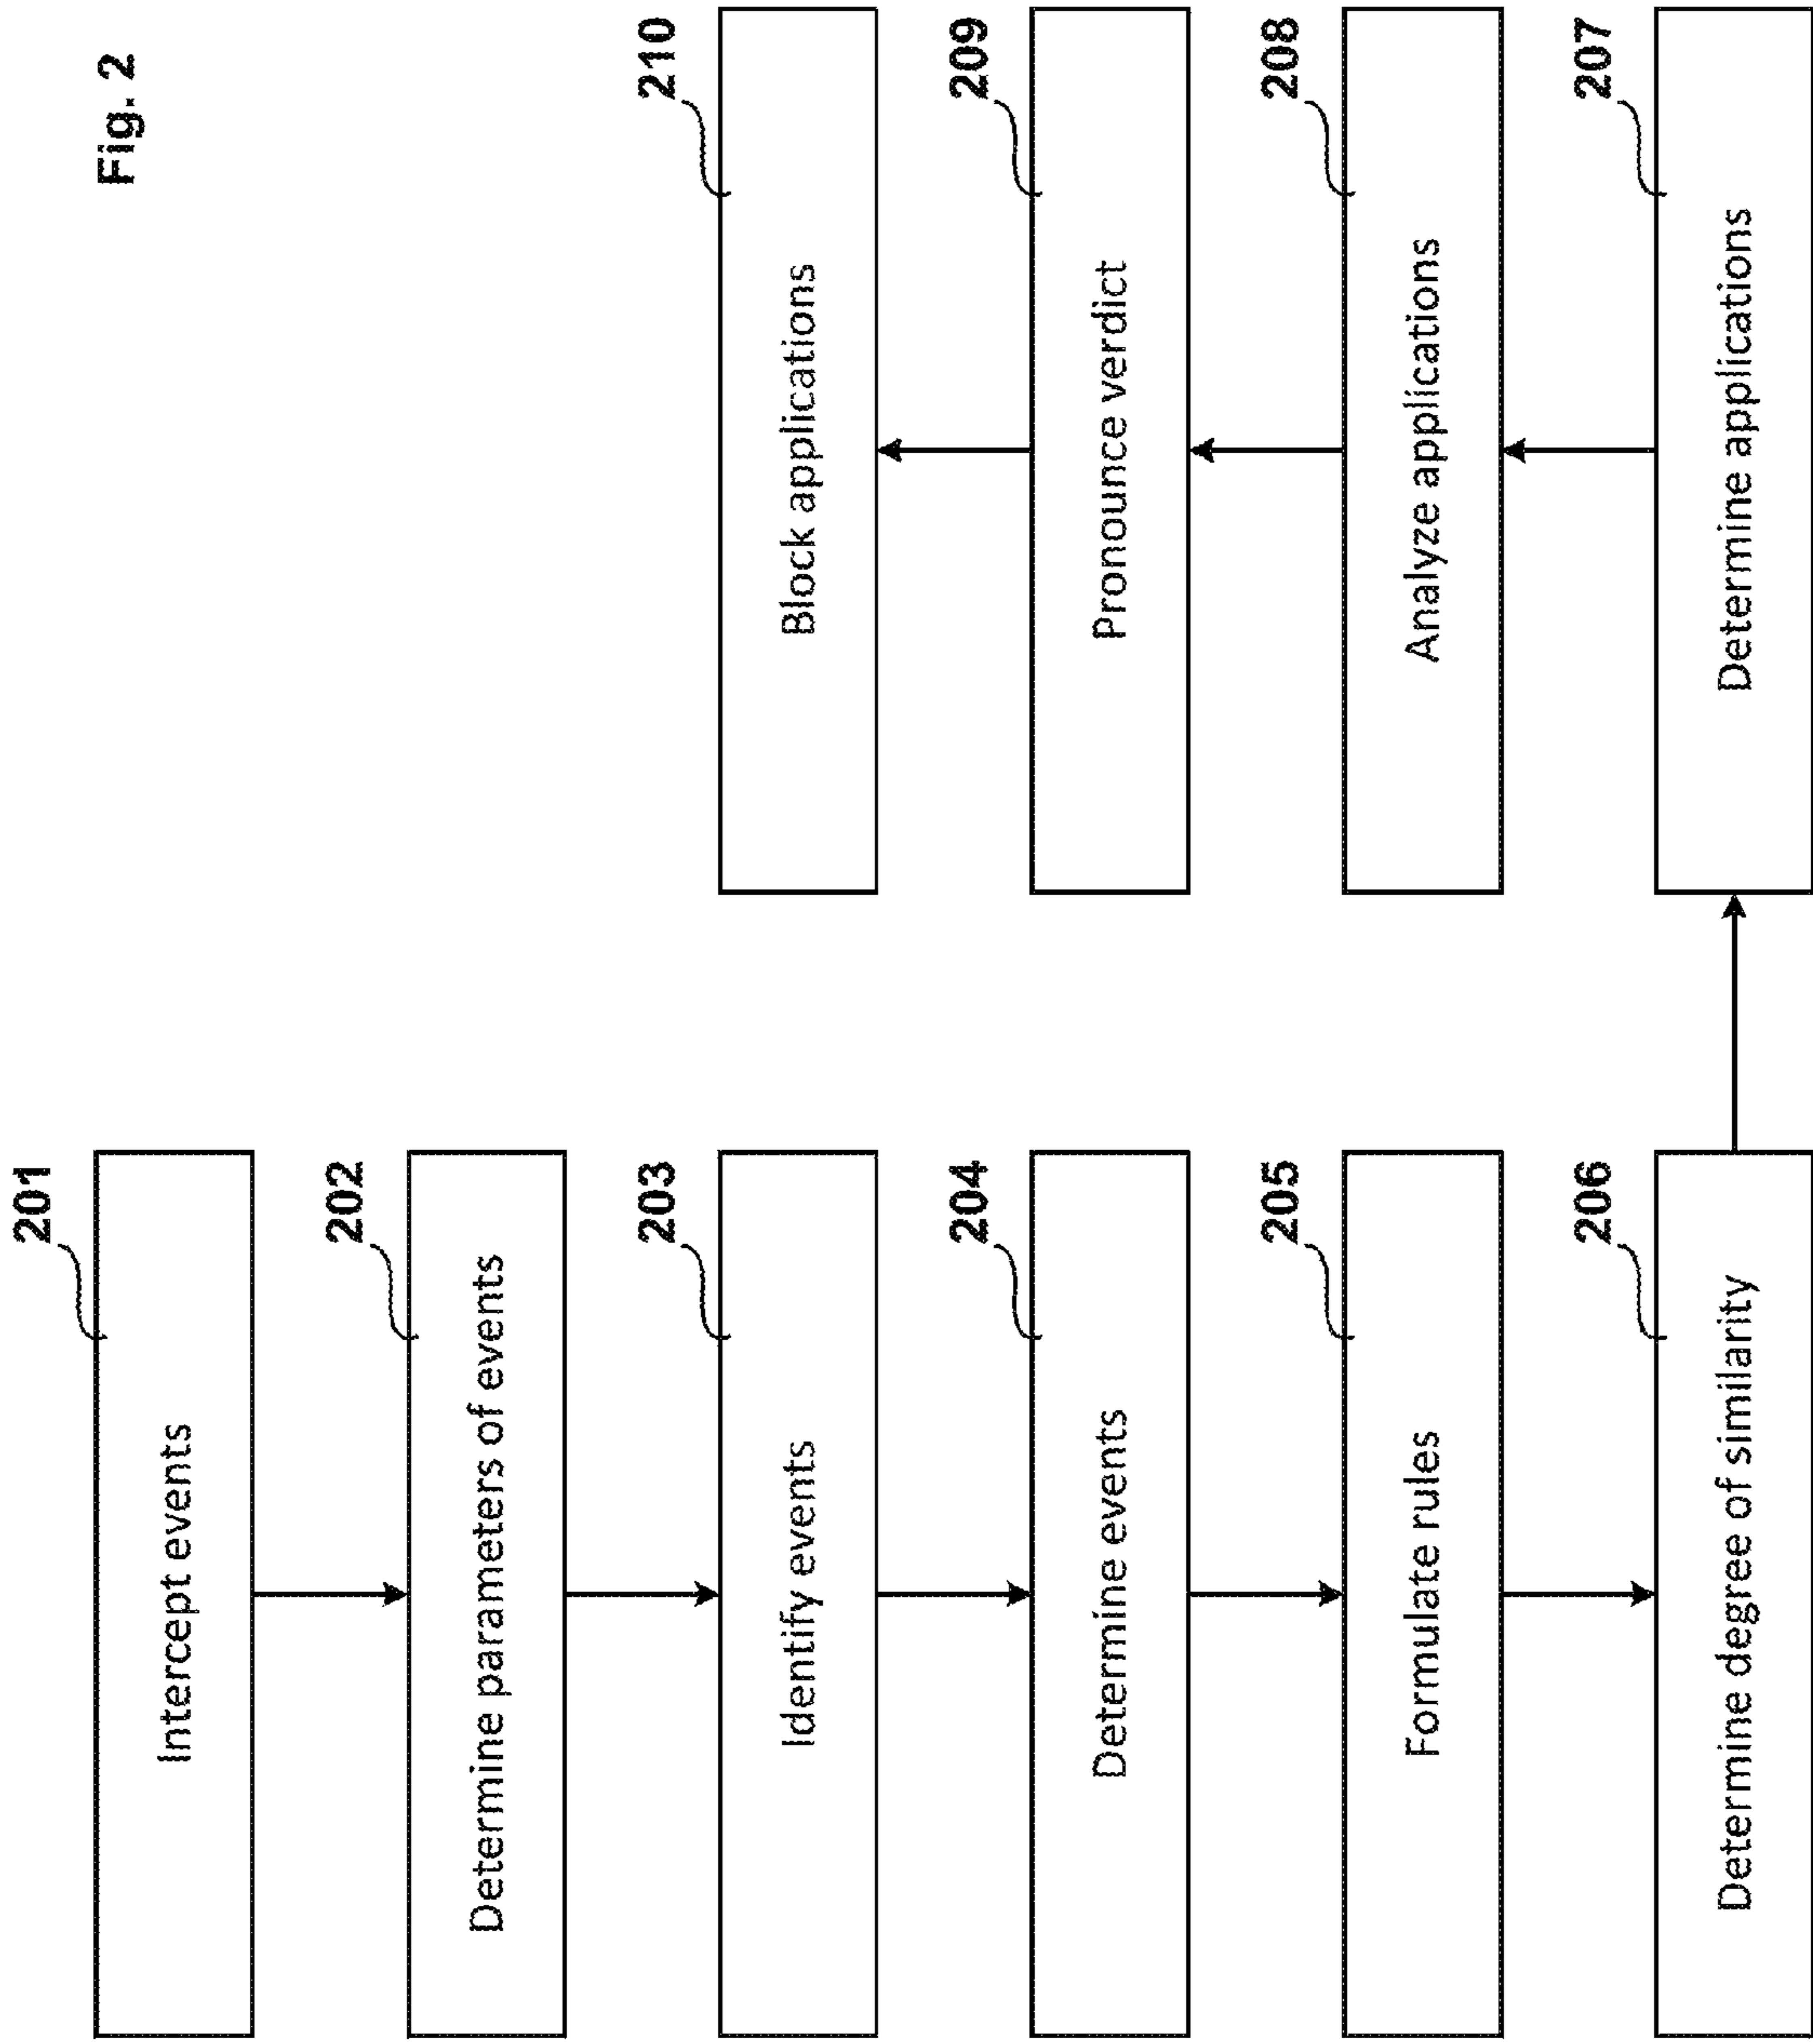 Fig. 2
201
Intercept events
202
Determine parameters of events
203
Identify events
204
Determine events
205
Formulate rules
206
Determine degree of similarity
207
Determine applications
208
Analyze applications
209
Pronounce verdict
210
Block applications